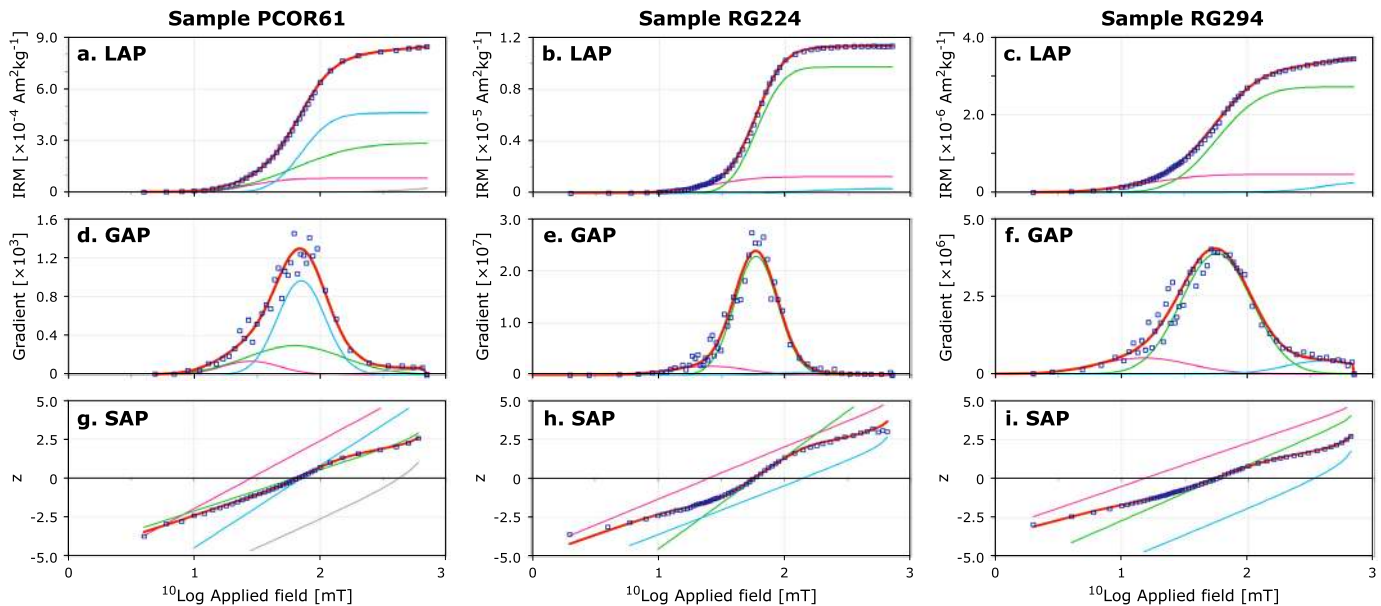 Sample PCOR61
Sample RG224
Sample RG294
a. LAP
IRM [×10⁻⁴ Am²kg⁻¹]
9.0
6.0
3.0
0
b. LAP
IRM [×10⁻⁵ Am²kg⁻¹]
1.2
0.8
0.4
0
c. LAP
IRM [×10⁻⁶ Am²kg⁻¹]
4.0
2.0
0
d. GAP
Gradient [×10³]
1.6
1.2
0.8
0.4
0
e. GAP
Gradient [×10⁷]
3.0
2.0
1.0
0
f. GAP
Gradient [×10⁶]
5.0
2.5
0
g. SAP
z
5.0
2.5
0
-2.5
-5.0
0 1 2 3
¹⁰Log Applied field [mT]
h. SAP
z
5.0
2.5
0
-2.5
-5.0
0 1 2 3
¹⁰Log Applied field [mT]
i. SAP
z
5.0
2.5
0
-2.5
-5.0
0 1 2 3
¹⁰Log Applied field [mT]